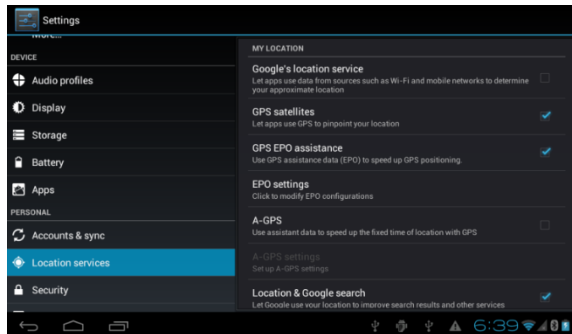 Settings
More...
DEVICE
Audio profiles
Display
Storage
Battery
Apps
PERSONAL
Accounts & sync
Location services
Security
MY LOCATION
Google's location service
Let apps use data from sources such as Wi-Fi and mobile networks to determine
your approximate location
GPS satellites
Let apps use GPS to pinpoint your location
GPS EPO assistance
Use GPS assistance data (EPO) to speed up GPS positioning.
EPO settings
Click to modify EPO configurations
A-GPS
Use assistant data to speed up the fixed time of location with GPS
A-GPS settings
Set up A-GPS settings
Location & Google search
Let Google use your location to improve search results and other services
6:39